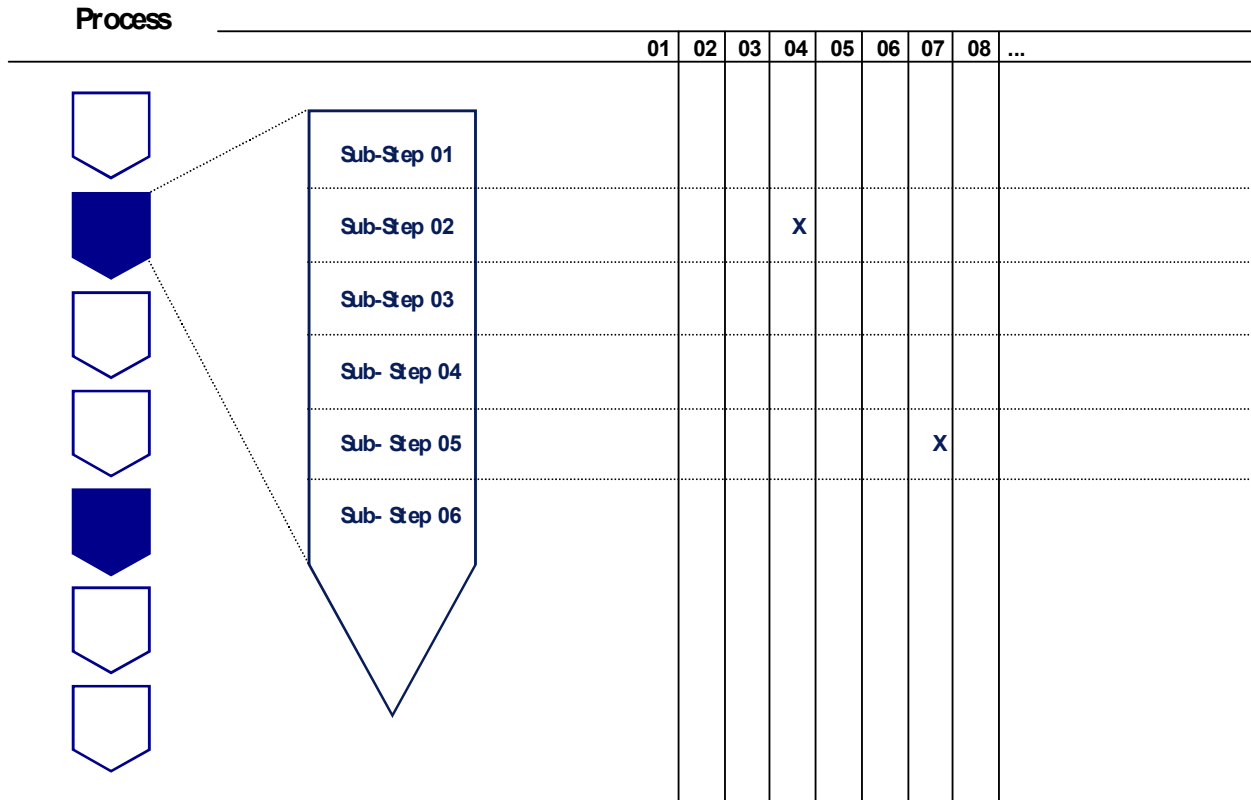 Process
01 02 03 04 05 06 07 08 ...
Sub-Step 01
Sub-Step 02 X
Sub-Step 03
Sub- Step 04
Sub- Step 05 X
Sub- Step 06